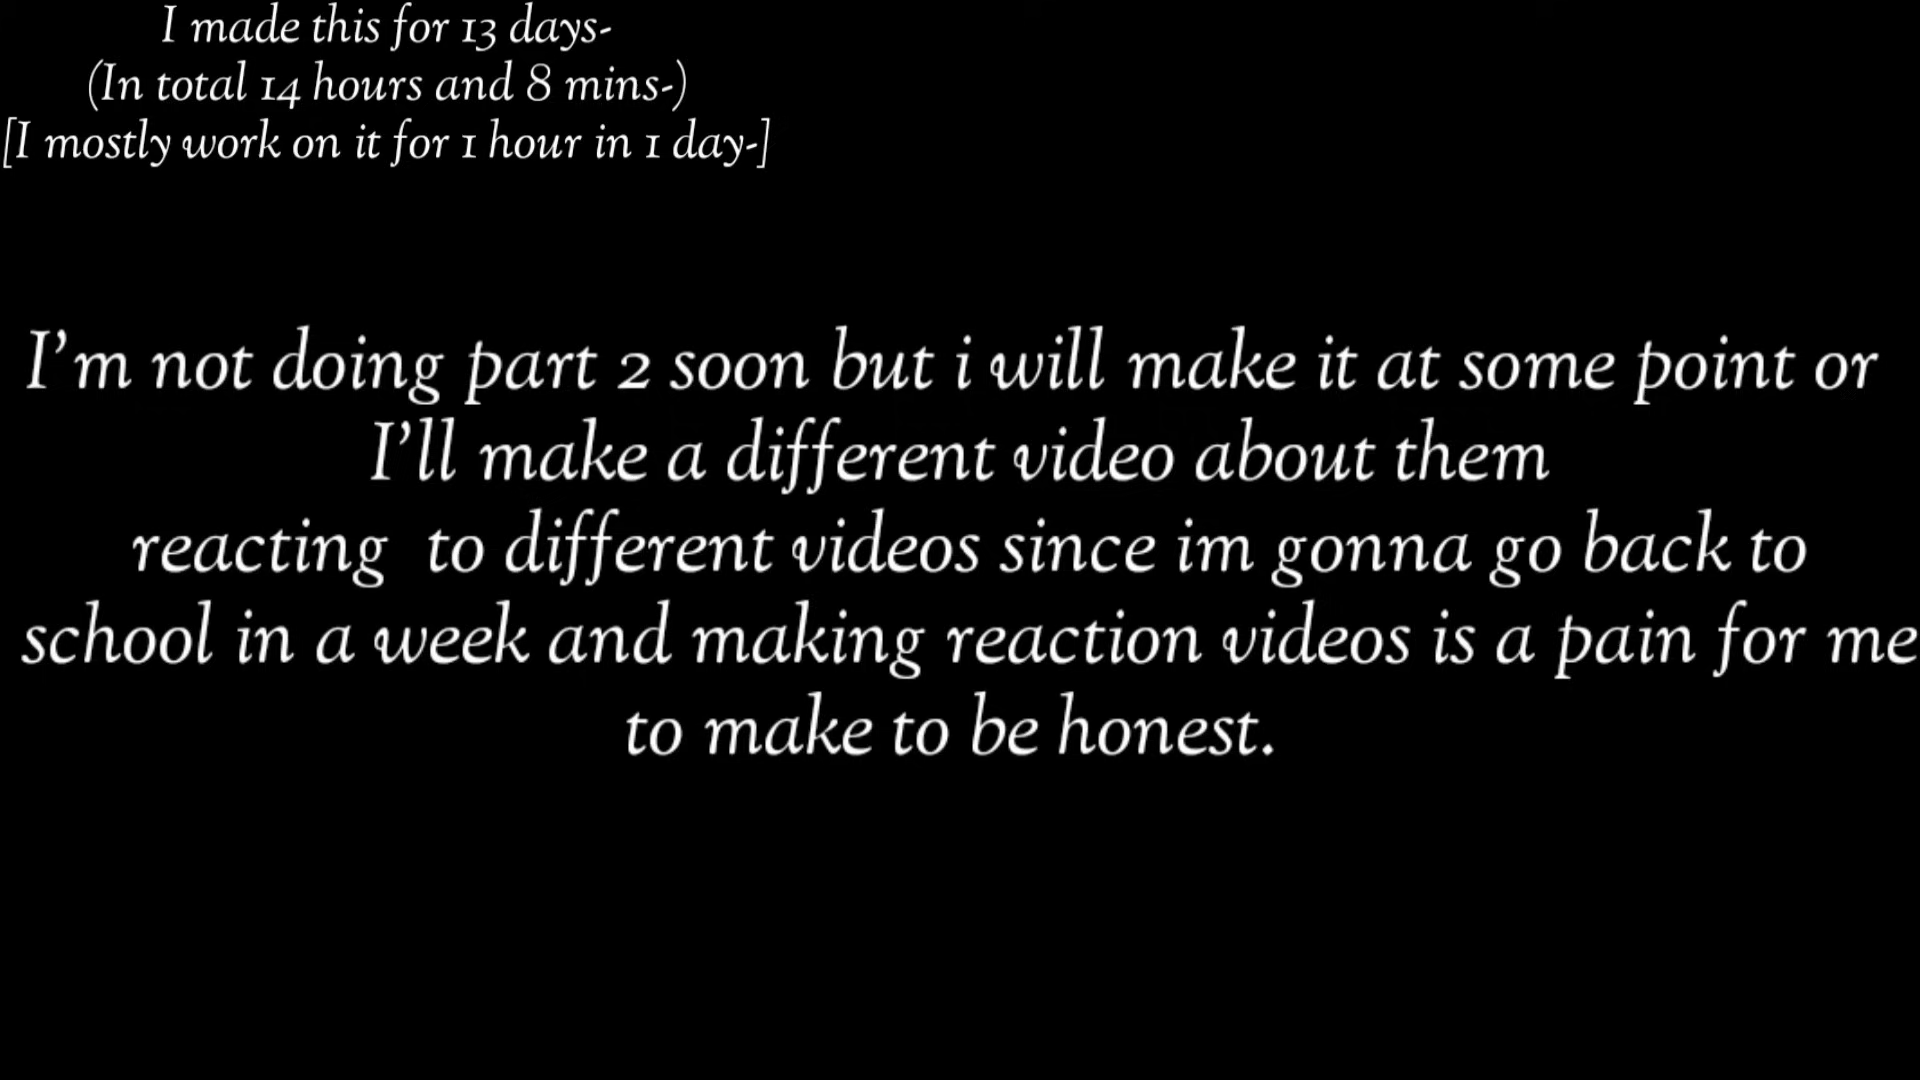 I made this for 13 days-
(In total 14 hours and 8 mins-)
[I mostly work on it for 1 hour in 1 day-]
I'm not doing part 2 soon but i will make it at some point or
I'll make a different video about them
reacting  to different videos since im gonna go back to
school in a week and making reaction videos is a pain for me
to make to be honest.